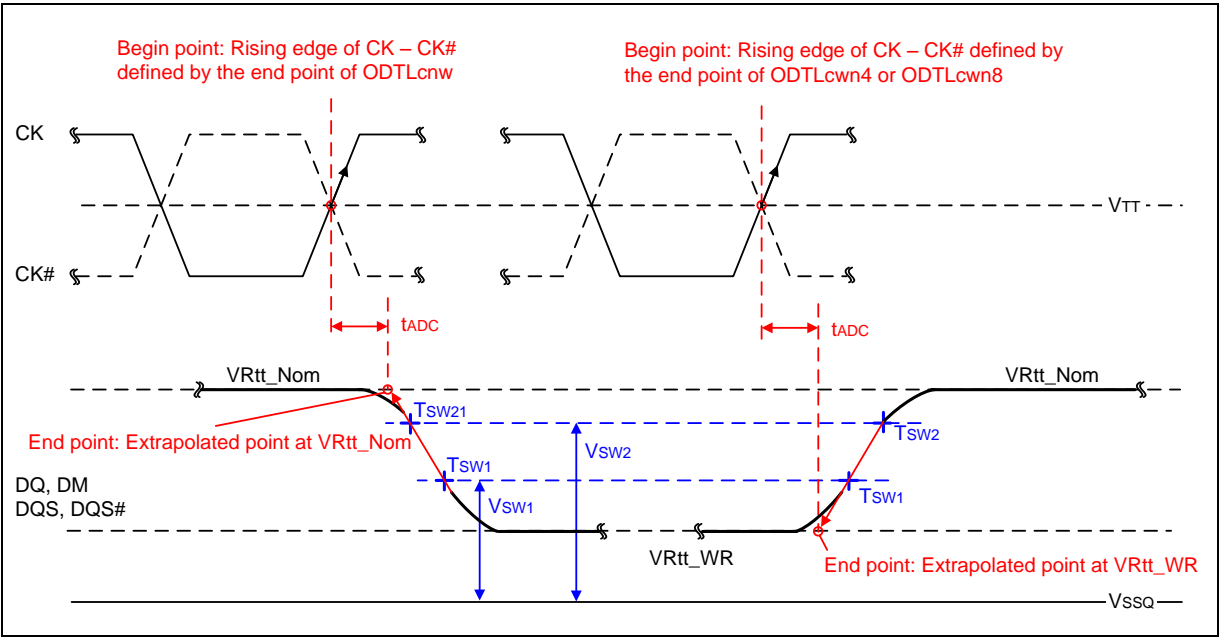 Begin point: Rising edge of CK – CK#
defined by the end point of ODTLcnw
Begin point: Rising edge of CK – CK# defined by
the end point of ODTLcwn4 or ODTLcwn8
CK
VTT
CK#
tADC
tADC
VRtt_Nom
VRtt_Nom
TSW21
End point: Extrapolated point at VRtt_Nom
VSW2
TSW2
TSW1
DQ, DM
DQS, DQS#
VSW1
TSW1
VRtt_WR
End point: Extrapolated point at VRtt_WR
VSSQ